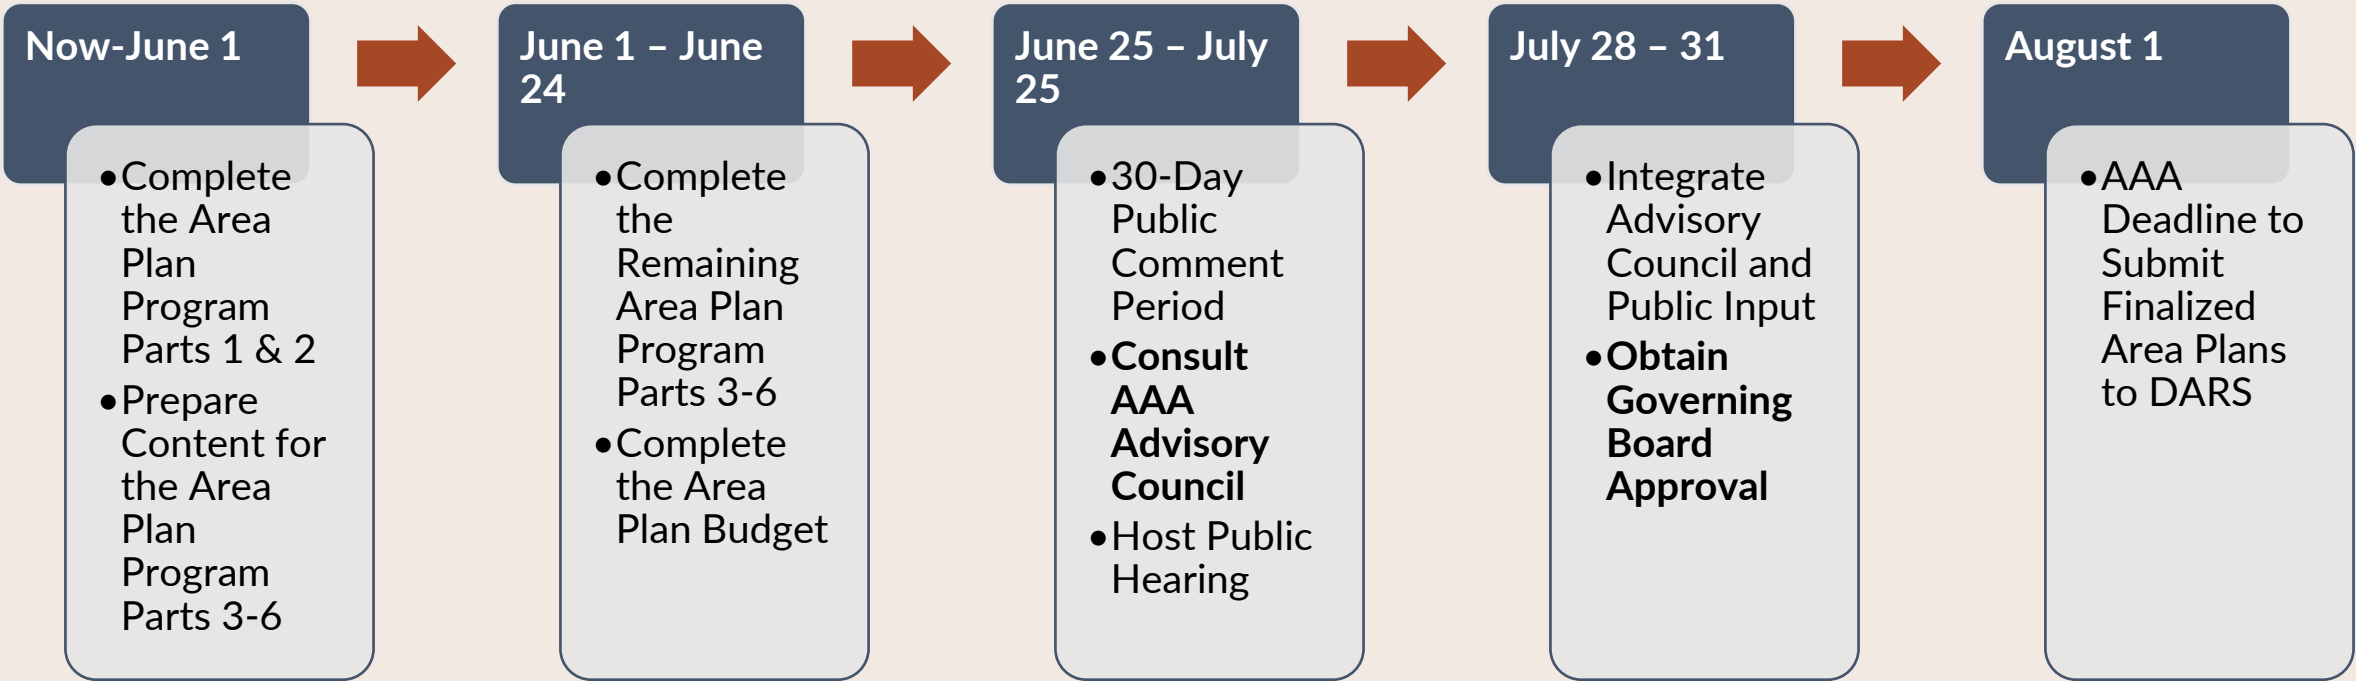 Now-June 1
•Complete
the Area
Plan
Program
Parts 1 & 2
•Prepare
Content for
the Area
Plan
Program
Parts 3-6
June 1 – June
24
•Complete
the
Remaining
Area Plan
Program
Parts 3-6
•Complete
the Area
Plan Budget
June 25 – July
25
•30-Day
Public
Comment
Period
•Consult
AAA
Advisory
Council
•Host Public
Hearing
July 28 – 31
•Integrate
Advisory
Council and
Public Input
•Obtain
Governing
Board
Approval
August 1
•AAA
Deadline to
Submit
Finalized
Area Plans
to DARS